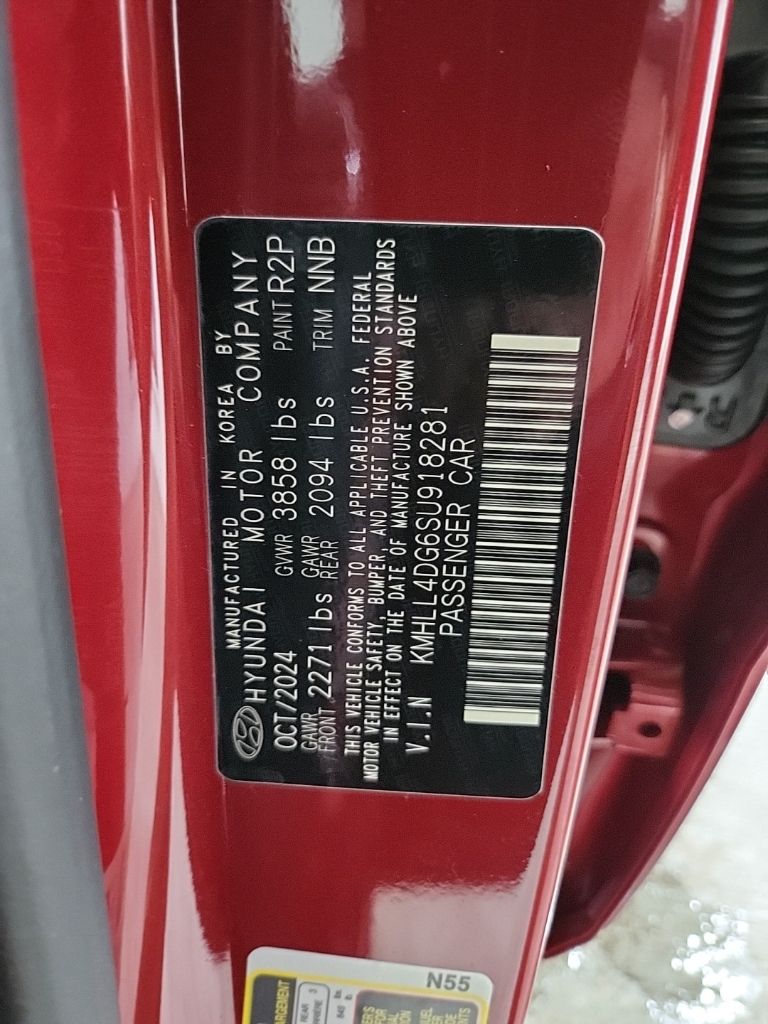 MANUFACTURED IN KOREA BY
HYUNDAI MOTOR COMPANY
OCT/2024 GVWR 3858 lbs PAINT R2P
GAWR FRONT 2271 lbs GAWR REAR 2094 lbs TRIM NNB
THIS VEHICLE CONFORMS TO ALL APPLICABLE U.S.A. FEDERAL
MOTOR VEHICLE SAFETY, BUMPER, AND THEFT PREVENTION STANDARDS
IN EFFECT ON THE DATE OF MANUFACTURE SHOWN ABOVE
V.I.N KMHLL4DG6SU918281
PASSENGER CAR
N55
REAR 3